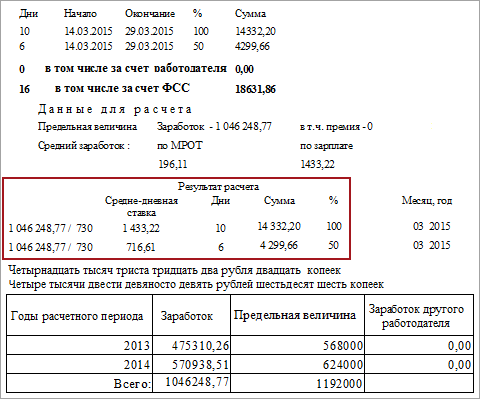 Дни Начало Окончание % Сумма
10 14.03.2015 29.03.2015 100 14332,20
6 14.03.2015 29.03.2015 50 4299,66
0 в том числе за счет работодателя 0,00
16 в том числе за счет ФСС 18631,86
Данные для расчета
Предельная величина Заработок - 1 046 248,77 в т.ч. премия - 0
Средний заработок : по МРОТ по зарплате
196,11 1433,22
Результат расчета
Средне-дневная ставка Дни Сумма % Месяц, год
1 046 248,77 / 730 1 433,22 10 14 332,20 100 03 2015
1 046 248,77 / 730 716,61 6 4 299,66 50 03 2015
Четырнадцать тысяч триста тридцать два рубля двадцать копеек
Четыре тысячи двести девяносто девять рублей шестьдесят шесть копеек
Годы расчетного периода Заработок Предельная величина Заработок другого работодателя
2013 475310,26 568000 0,00
2014 570938,51 624000 0,00
Всего: 1046248,77 1192000